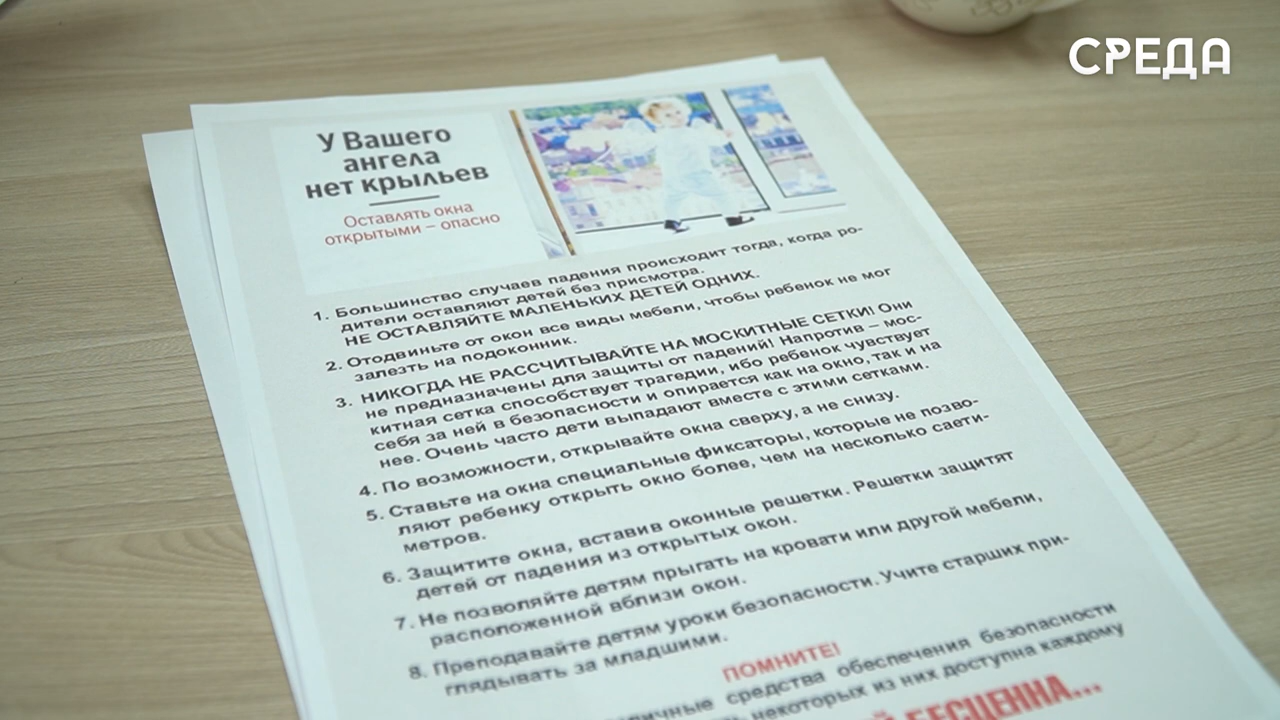 СРЕДА
У Вашего
ангела
нет крыльев
Оставлять окна
открытыми – опасно
1. Большинство случаев падения происходит тогда, когда ро-
дители оставляют детей без присмотра.
НЕ ОСТАВЛЯЙТЕ МАЛЕНЬКИХ ДЕТЕЙ ОДНИХ.
2. Отодвиньте от окон все виды мебели, чтобы ребенок не мог
залезть на подоконник.
3. НИКОГДА НЕ РАССЧИТЫВАЙТЕ НА МОСКИТНЫЕ СЕТКИ! Они
не предназначены для защиты от падений! Напротив – мос-
китная сетка способствует трагедии, ибо ребенок чувствует
себя за ней в безопасности и опирается как на окно, так и на
нее. Очень часто дети выпадают вместе с этими сетками.
4. По возможности, открывайте окна сверху, а не снизу.
5. Ставьте на окна специальные фиксаторы, которые не позво-
ляют ребенку открыть окно более, чем на несколько саети-
метров.
6. Защитите окна, вставив оконные решетки. Решетки защитят
детей от падения из открытых окон.
7. Не позволяйте детям прыгать на кровати или другой мебели,
расположенной вблизи окон.
8. Преподавайте детям уроки безопасности. Учите старших при-
глядывать за младшими.
ПОМНИТЕ!
средства обеспечения безопасности
некоторых из них доступна каждому
БЕСЦЕННА...